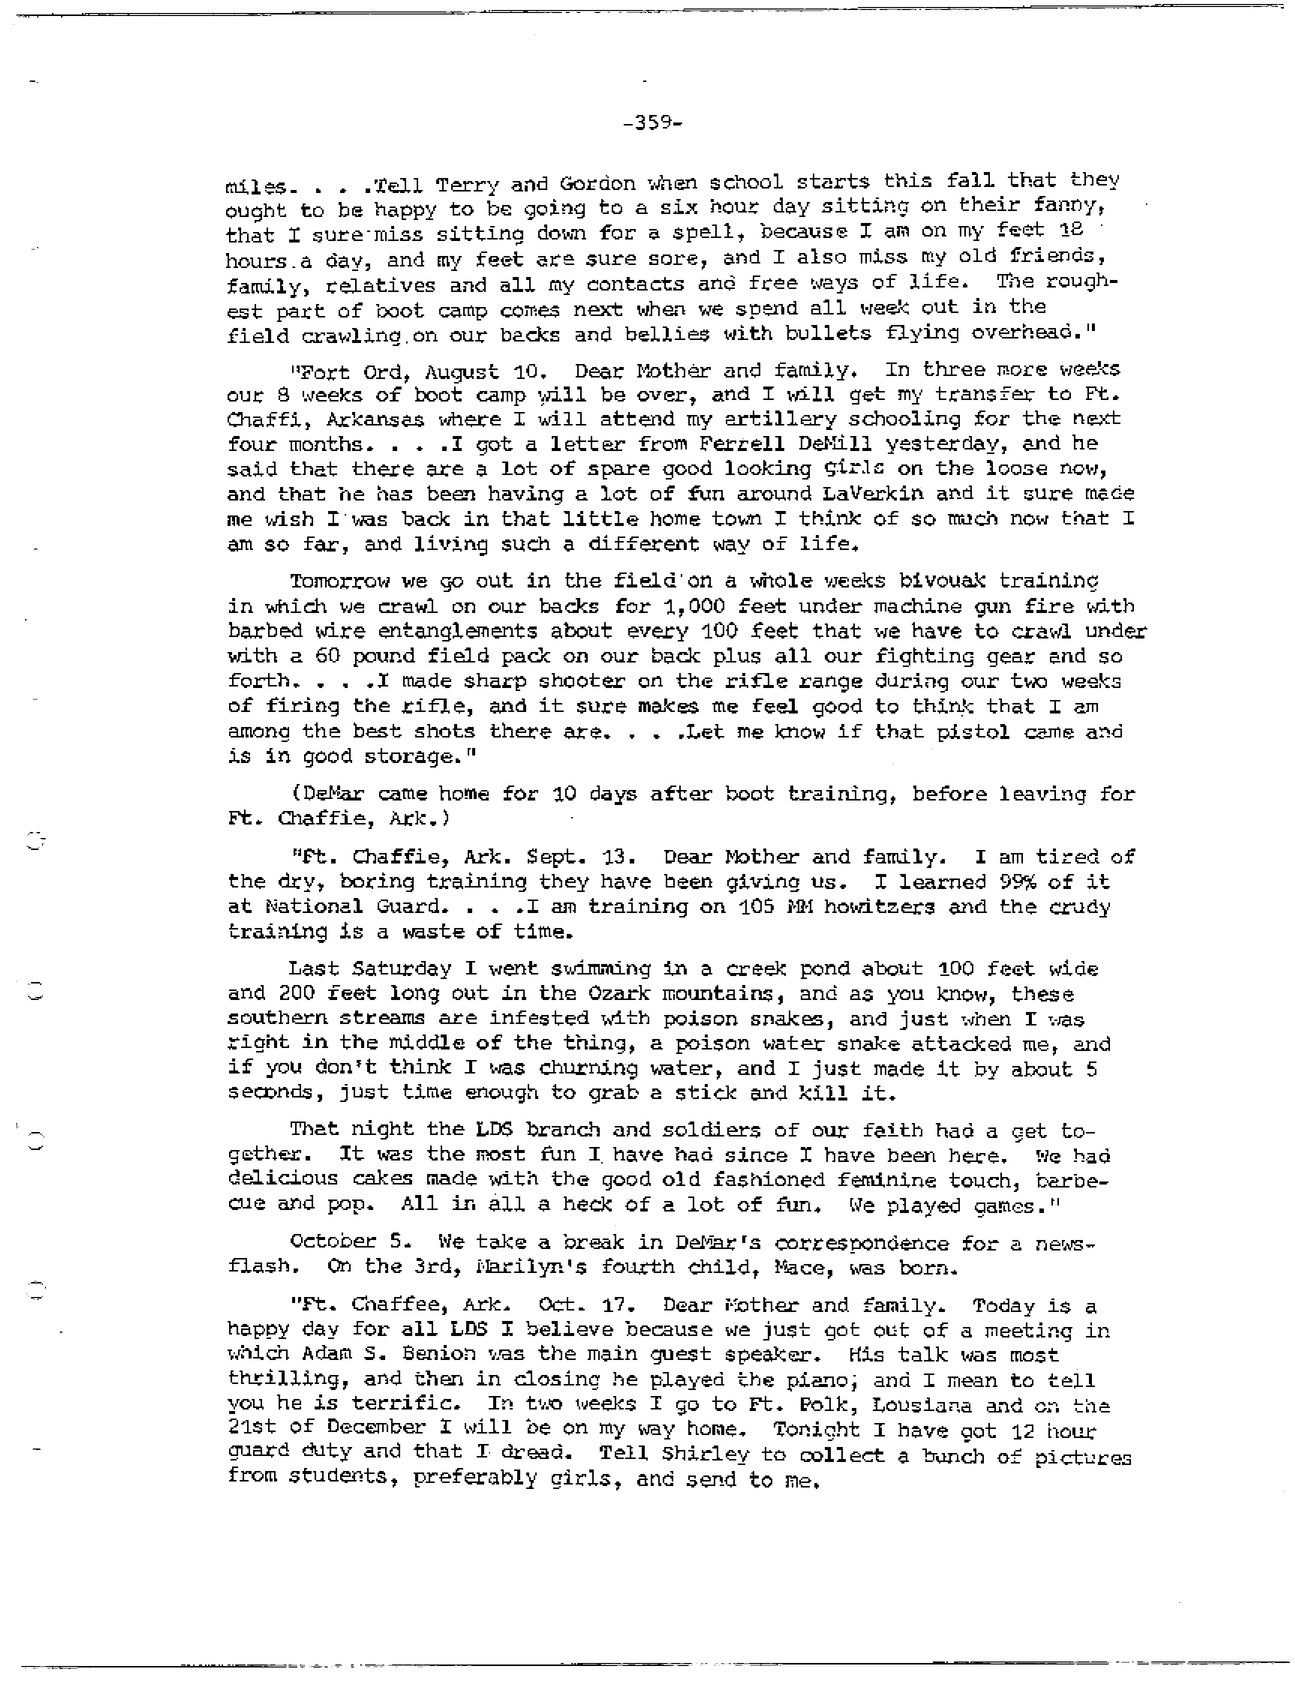 -359-
miles. . . .Tell Terry and Gordon when school starts this fall that they
ought to be happy to be going to a six hour day sitting on their fanny,
that I sure miss sitting down for a spell, because I am on my feet 18
hours a day, and my feet are sure sore, and I also miss my old friends,
family, relatives and all my contacts and free ways of life. The rough-
est part of boot camp comes next when we spend all week out in the
field crawling on our backs and bellies with bullets flying overhead."
"Fort Ord, August 10. Dear Mother and family. In three more weeks
our 8 weeks of boot camp will be over, and I will get my transfer to Ft.
Chaffi, Arkansas where I will attend my artillery schooling for the next
four months. . . .I got a letter from Ferrell DeMill yesterday, and he
said that there are a lot of spare good looking girls on the loose now,
and that he has been having a lot of fun around LaVerkin and it sure made
me wish I was back in that little home town I think of so much now that I
am so far, and living such a different way of life.
Tomorrow we go out in the field on a whole weeks bivouak training
in which we crawl on our backs for 1,000 feet under machine gun fire with
barbed wire entanglements about every 100 feet that we have to crawl under
with a 60 pound field pack on our back plus all our fighting gear and so
forth. . . .I made sharp shooter on the rifle range during our two weeks
of firing the rifle, and it sure makes me feel good to think that I am
among the best shots there are. . . .Let me know if that pistol came and
is in good storage."
(DeMar came home for 10 days after boot training, before leaving for
Ft. Chaffie, Ark.)
"Ft. Chaffie, Ark. Sept. 13. Dear Mother and family. I am tired of
the dry, boring training they have been giving us. I learned 99% of it
at National Guard. . . .I am training on 105 MM howitzers and the crudy
training is a waste of time.
Last Saturday I went swimming in a creek pond about 100 feet wide
and 200 feet long out in the Ozark mountains, and as you know, these
southern streams are infested with poison snakes, and just when I was
right in the middle of the thing, a poison water snake attacked me, and
if you don't think I was churning water, and I just made it by about 5
seconds, just time enough to grab a stick and kill it.
That night the LDS branch and soldiers of our faith had a get to-
gether. It was the most fun I have had since I have been here. We had
delicious cakes made with the good old fashioned feminine touch, barbe-
cue and pop. All in all a heck of a lot of fun. We played games."
October 5. We take a break in DeMar's correspondence for a news-
flash. On the 3rd, Marilyn's fourth child, Mace, was born.
"Ft. Chaffee, Ark. Oct. 17. Dear Mother and family. Today is a
happy day for all LDS I believe because we just got out of a meeting in
which Adam S. Benion was the main guest speaker. His talk was most
thrilling, and then in closing he played the piano; and I mean to tell
you he is terrific. In two weeks I go to Ft. Polk, Lousiana and on the
21st of December I will be on my way home. Tonight I have got 12 hour
guard duty and that I dread. Tell Shirley to collect a bunch of pictures
from students, preferably girls, and send to me.